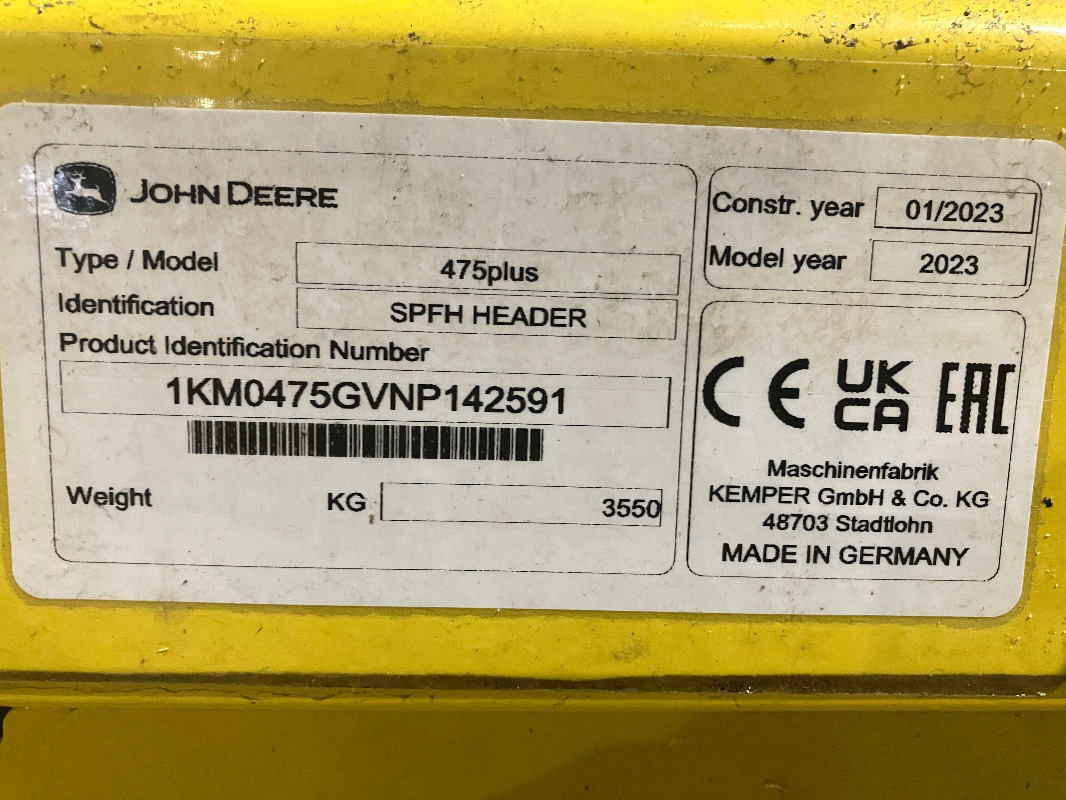 JOHN DEERE
Type / Model 475plus
Identification SPFH HEADER
Product Identification Number
1KM0475GVNP142591
Weight KG 3550
Constr. year 01/2023
Model year 2023
CE UK CA EAC
Maschinenfabrik
KEMPER GmbH & Co. KG
48703 Stadtlohn
MADE IN GERMANY